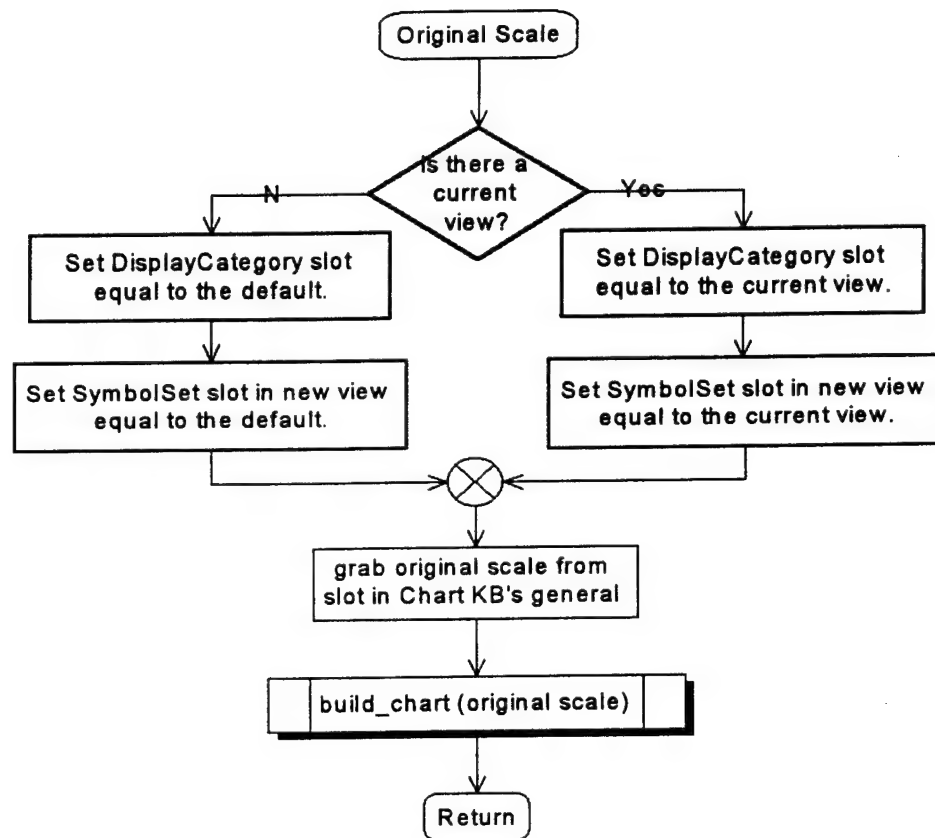 Original Scale
Is there a
current
view?
N
Yes
Set DisplayCategory slot
equal to the default.
Set DisplayCategory slot
equal to the current view.
Set SymbolSet slot in new view
equal to the default.
Set SymbolSet slot in new view
equal to the current view.
grab original scale from
slot in Chart KB's general
build_chart (original scale)
Return